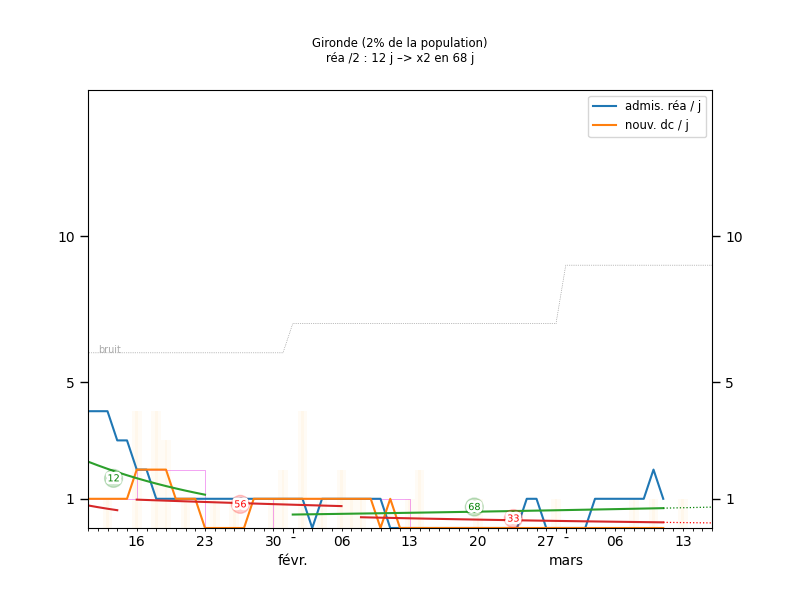 Gironde (2% de la population)
réa /2 : 12 j –> x2 en 68 j
admis. réa / j
nouv. dc / j
10 10
bruit
5 5
12
56
68
33
1 1
16 23 30 - 06 13 20 27 - 06 13
févr. mars